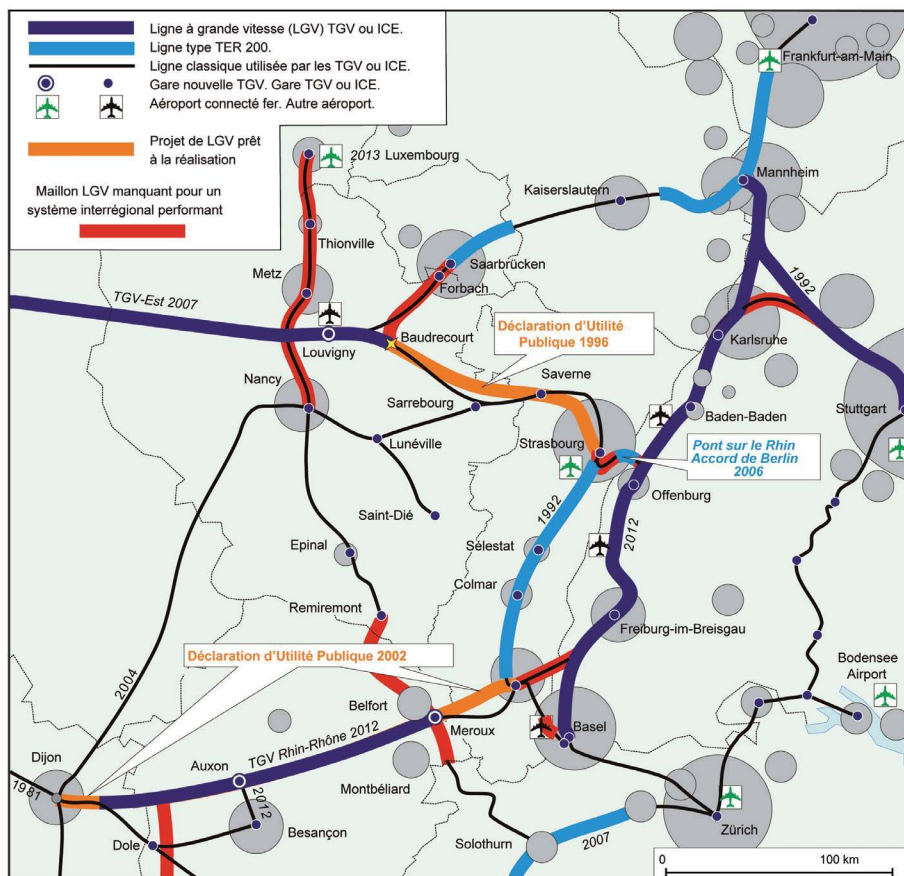 Ligne à grande vitesse (LGV) TGV ou ICE.
Ligne type TER 200.
Ligne classique utilisée par les TGV ou ICE.
Gare nouvelle TGV. Gare TGV ou ICE.
Aéroport connecté fer. Autre aéroport.
Projet de LGV prêt
à la réalisation
Maillon LGV manquant pour un
système interrégional performant
Frankfurt-am-Main
2013 Luxembourg
Mannheim
Kaiserslautern
Thionville
Saarbrücken
Forbach
Metz
1992
TGV-Est 2007
Déclaration d'Utilité
Publique 1996
Baudrecourt
Louvigny
Karlsruhe
Saverne
Nancy
Sarrebourg
Baden-Baden
Stuttgart
Lunéville
Strasbourg
Pont sur le Rhin
Accord de Berlin
2006
Offenburg
Saint-Dié
1992
2012
Epinal
Sélestat
Colmar
Remiremont
Freiburg-im-Breisgau
Déclaration d'Utilité Publique 2002
Bodensee
Airport
2004
Belfort
Meroux
Basel
TGV Rhin-Rhône 2012
Dijon
Auxon
Montbéliard
1981
2012
Besançon
Zürich
Dole
Solothurn
2007
0
100 km